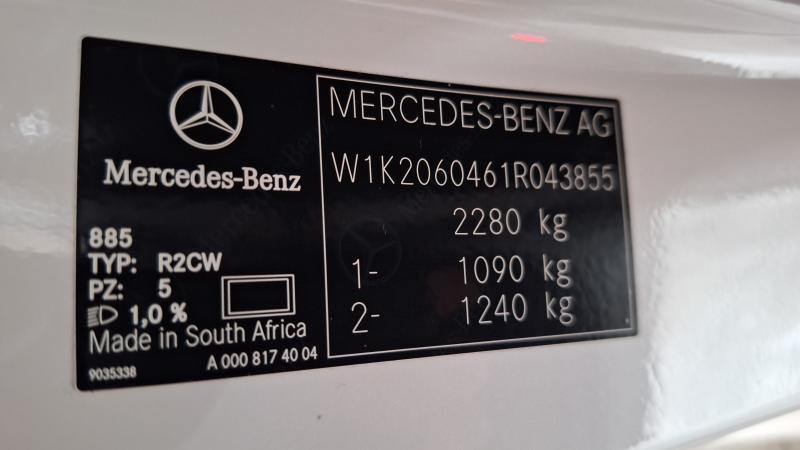 Mercedes-Benz
885
TYP: R2CW
PZ: 5
1,0 %
Made in South Africa
A 000 817 40 04
9035338
MERCEDES-BENZ AG
W1K2060461R043855
2280 kg
1- 1090 kg
2- 1240 kg